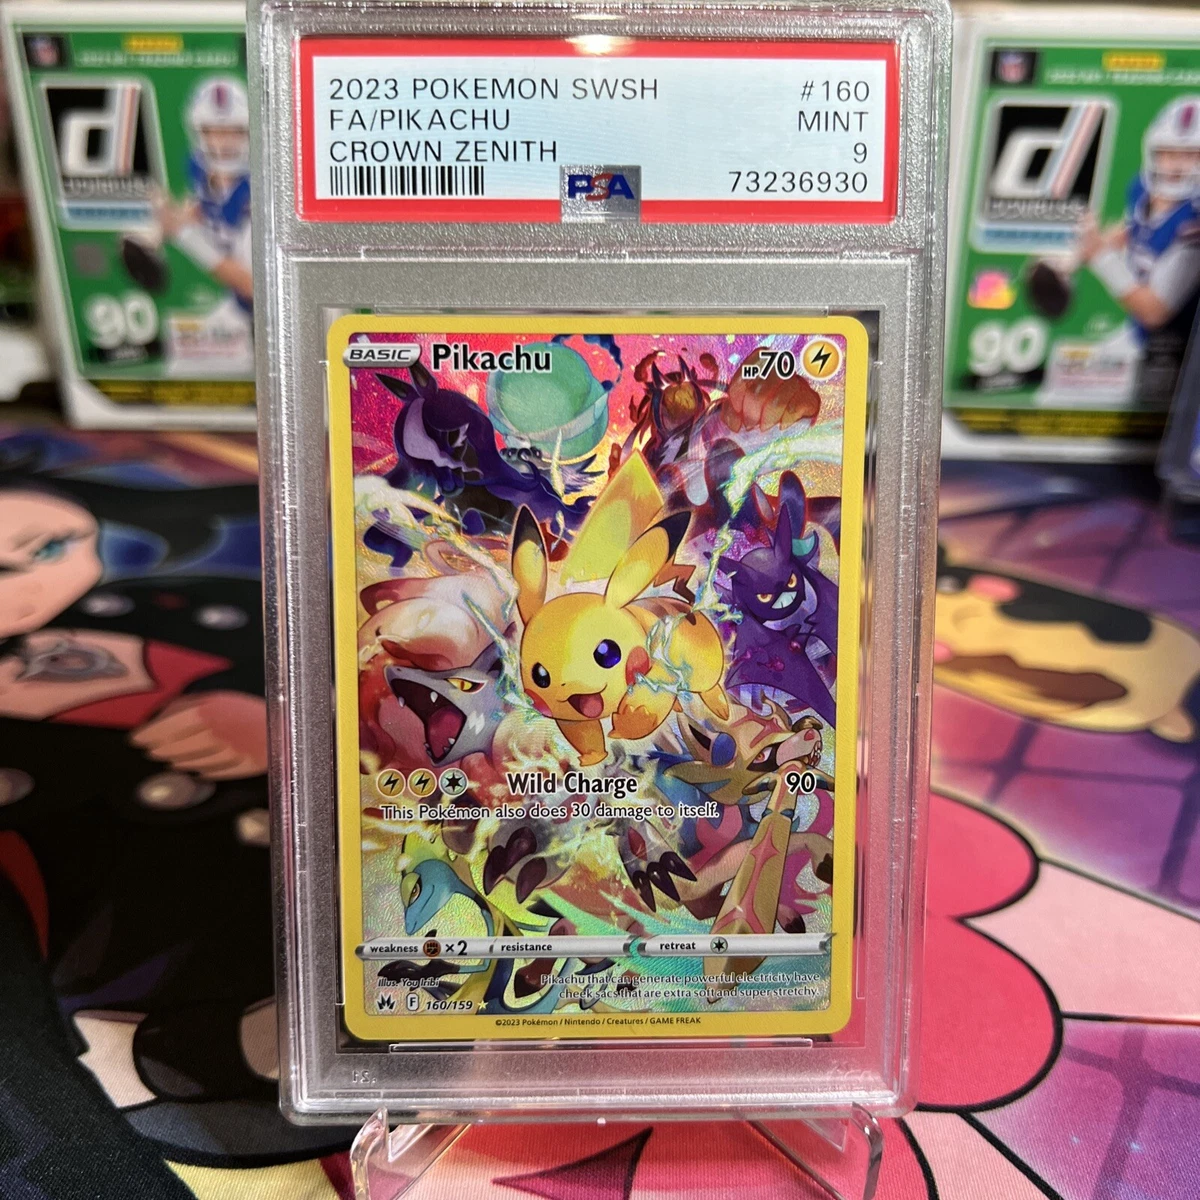 2023 POKEMON SWSH #160
FA/PIKACHU MINT
CROWN ZENITH 9
PSA 73236930
BASIC Pikachu HP 70
Wild Charge 90
This Pokémon also does 30 damage to itself.
weakness ×2 resistance retreat
Illus. You Iribi
Pikachu that can generate powerful electricity have
cheek sacs that are extra soft and super stretchy.
F 160/159
©2023 Pokémon / Nintendo / Creatures / GAME FREAK
90
90